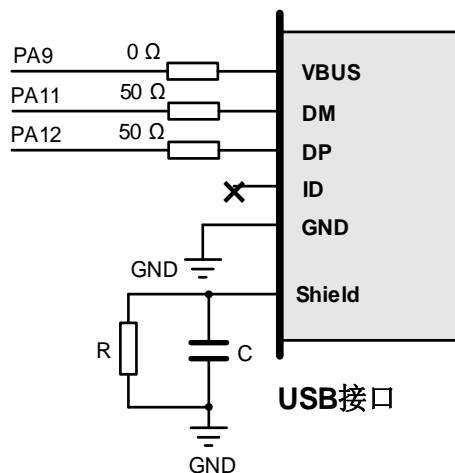 PA9 0 Ω VBUS
PA11 50 Ω DM
PA12 50 Ω DP
ID
GND
GND
Shield
R C
USB接口
GND